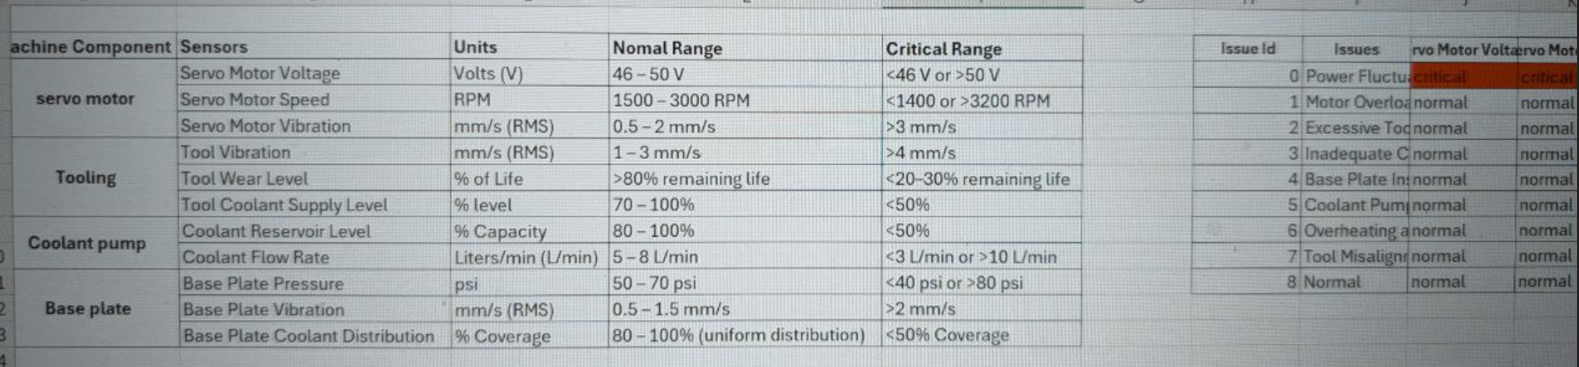 achine Component Sensors Units Nomal Range Critical Range
servo motor Servo Motor Voltage Volts (V) 46 – 50 V <46 V or >50 V
Servo Motor Speed RPM 1500 – 3000 RPM <1400 or >3200 RPM
Servo Motor Vibration mm/s (RMS) 0.5 – 2 mm/s >3 mm/s
Tooling Tool Vibration mm/s (RMS) 1 – 3 mm/s >4 mm/s
Tool Wear Level % of Life >80% remaining life <20–30% remaining life
Tool Coolant Supply Level % level 70 – 100% <50%
Coolant pump Coolant Reservoir Level % Capacity 80 – 100% <50%
Coolant Flow Rate Liters/min (L/min) 5 – 8 L/min <3 L/min or >10 L/min
Base plate Base Plate Pressure psi 50 – 70 psi <40 psi or >80 psi
Base Plate Vibration mm/s (RMS) 0.5 – 1.5 mm/s >2 mm/s
Base Plate Coolant Distribution % Coverage 80 – 100% (uniform distribution) <50% Coverage
Issue Id Issues rvo Motor Volta ervo Mot
0 Power Fluctu critical critical
1 Motor Overloa normal normal
2 Excessive Too normal normal
3 Inadequate C normal normal
4 Base Plate Ins normal normal
5 Coolant Pump normal normal
6 Overheating a normal normal
7 Tool Misalignr normal normal
8 Normal normal normal